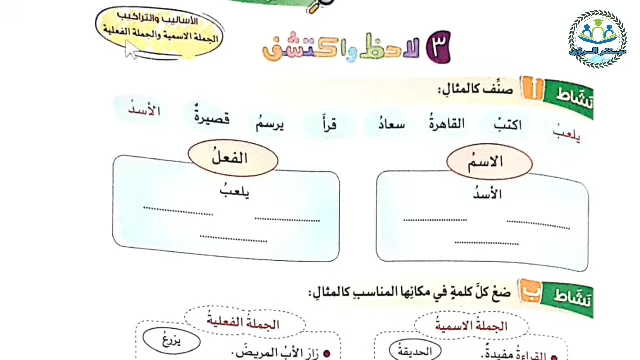 الأساليب والتراكيب
الجملة الاسمية والجملة الفعلية
٣ لاحظ واكتشف
نشاط أ صنِّف كالمثالِ:
يلعبُ اكتبْ القاهرةُ سعادُ قرأَ يرسمُ قصيرةٌ الأسدُ
الاسمُ الفعلُ
الأسدُ يلعبُ
نشاط ب ضعْ كلَّ كلمةٍ في مكانِها المناسبِ كالمثالِ:
الجملةُ الاسميةُ الجملةُ الفعليةُ
القراءةُ مفيدةٌ. الحديقةُ زارَ الأبُ المريضَ. يزرعُ